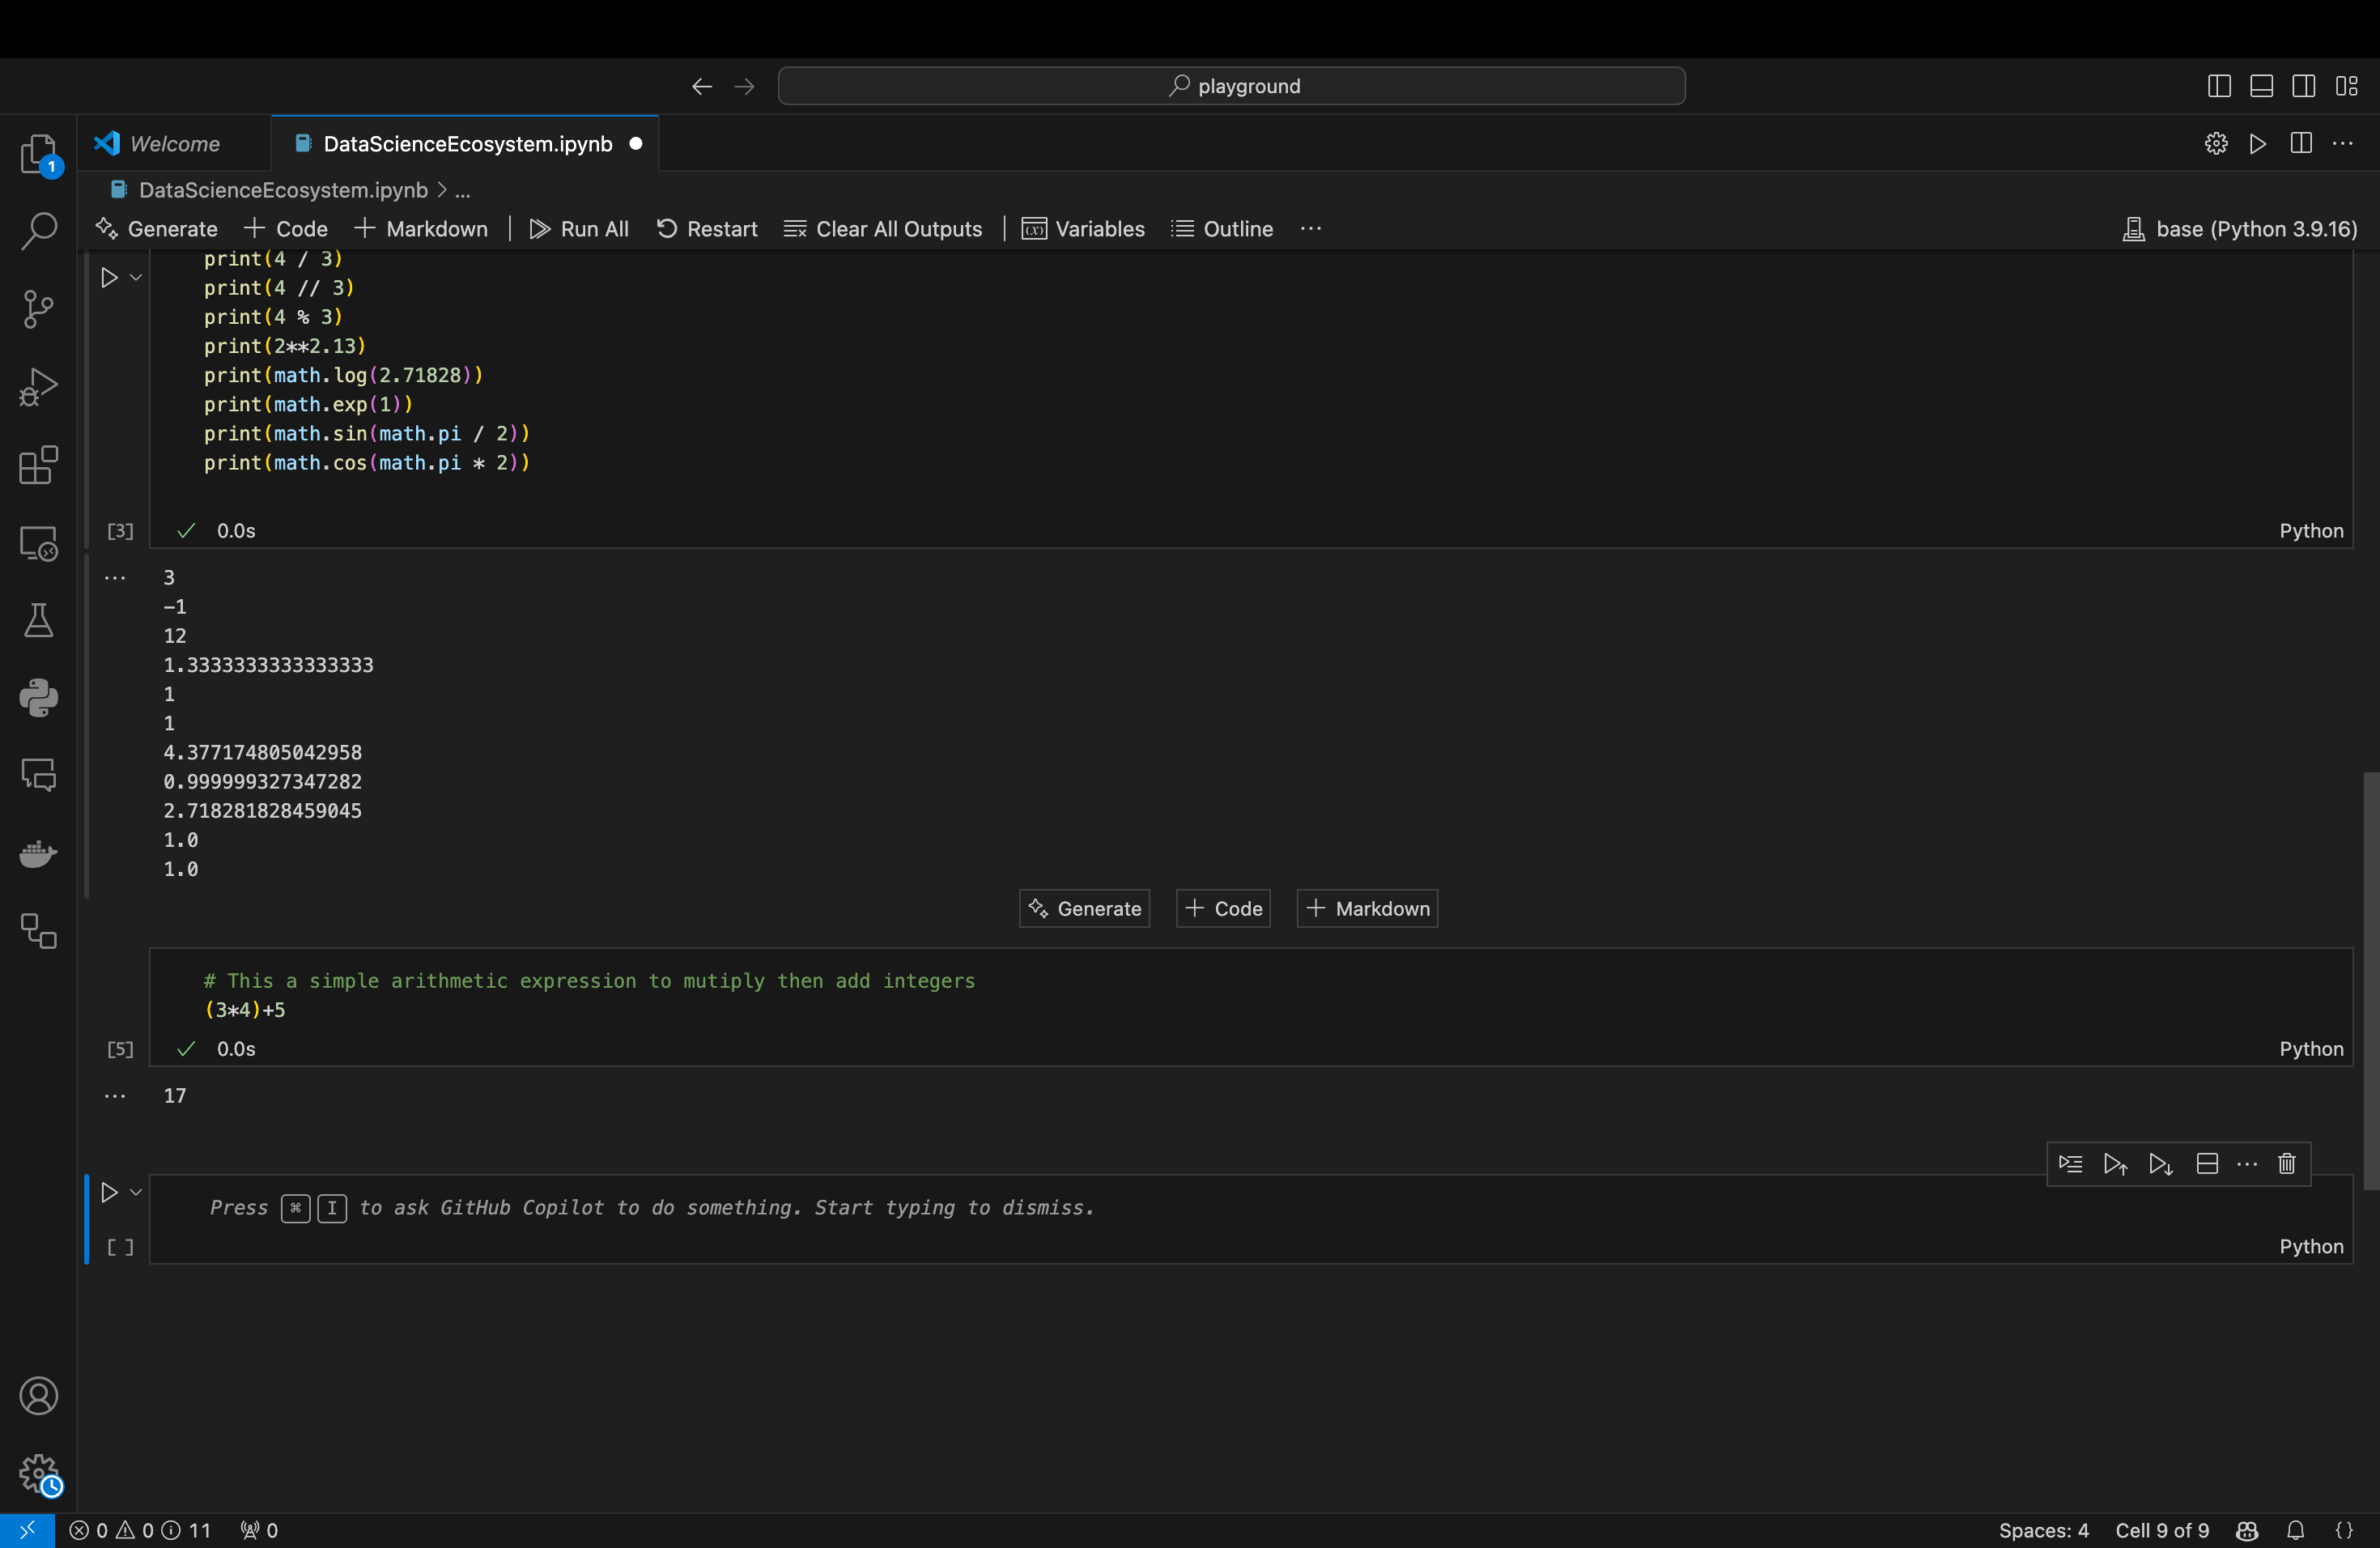 playground
Welcome
DataScienceEcosystem.ipynb
1
DataScienceEcosystem.ipynb > ...
Generate + Code + Markdown Run All Restart Clear All Outputs Variables Outline ... base (Python 3.9.16)
print(4 / 3)
print(4 // 3)
print(4 % 3)
print(2**2.13)
print(math.log(2.71828))
print(math.exp(1))
print(math.sin(math.pi / 2))
print(math.cos(math.pi * 2))
[3] 0.0s Python
3
-1
12
1.3333333333333333
1
1
4.377174805042958
0.999999327347282
2.718281828459045
1.0
1.0
Generate + Code + Markdown
# This a simple arithmetic expression to mutiply then add integers
(3*4)+5
[5] 0.0s Python
17
Press ⌘ I to ask GitHub Copilot to do something. Start typing to dismiss.
[ ] Python
0 0 11 0 Spaces: 4 Cell 9 of 9 {}